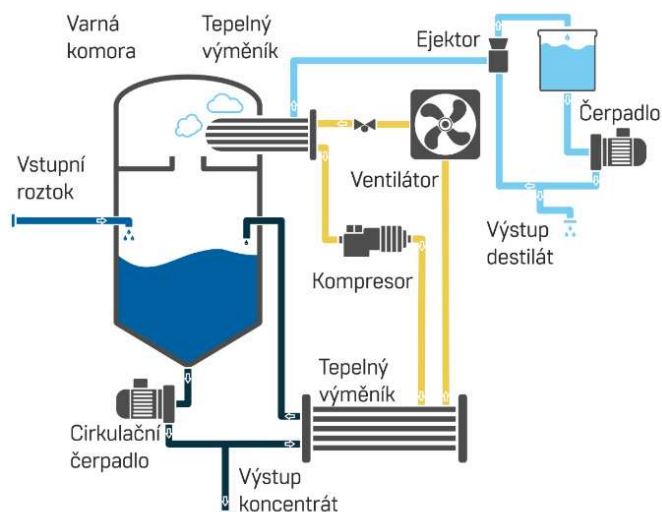 Varná
komora
Tepelný
výměník
Ejektor
Čerpadlo
Vstupní
roztok
Ventilátor
Výstup
destilát
Kompresor
Tepelný
výměník
Cirkulační
čerpadlo
Výstup
koncentrát